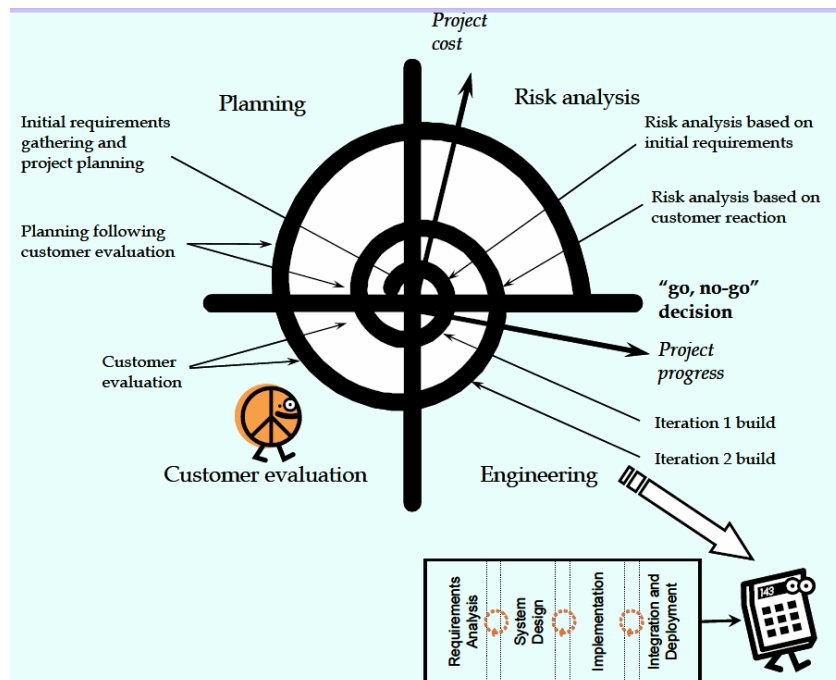 Project
cost
Planning
Risk analysis
Initial requirements
gathering and
project planning
Risk analysis based on
initial requirements
Planning following
customer evaluation
Risk analysis based on
customer reaction
“go, no-go”
decision
Project
progress
Customer
evaluation
Iteration 1 build
Iteration 2 build
Customer evaluation
Engineering
Requirements
Analysis
System
Design
Implementation
Integration and
Deployment
143